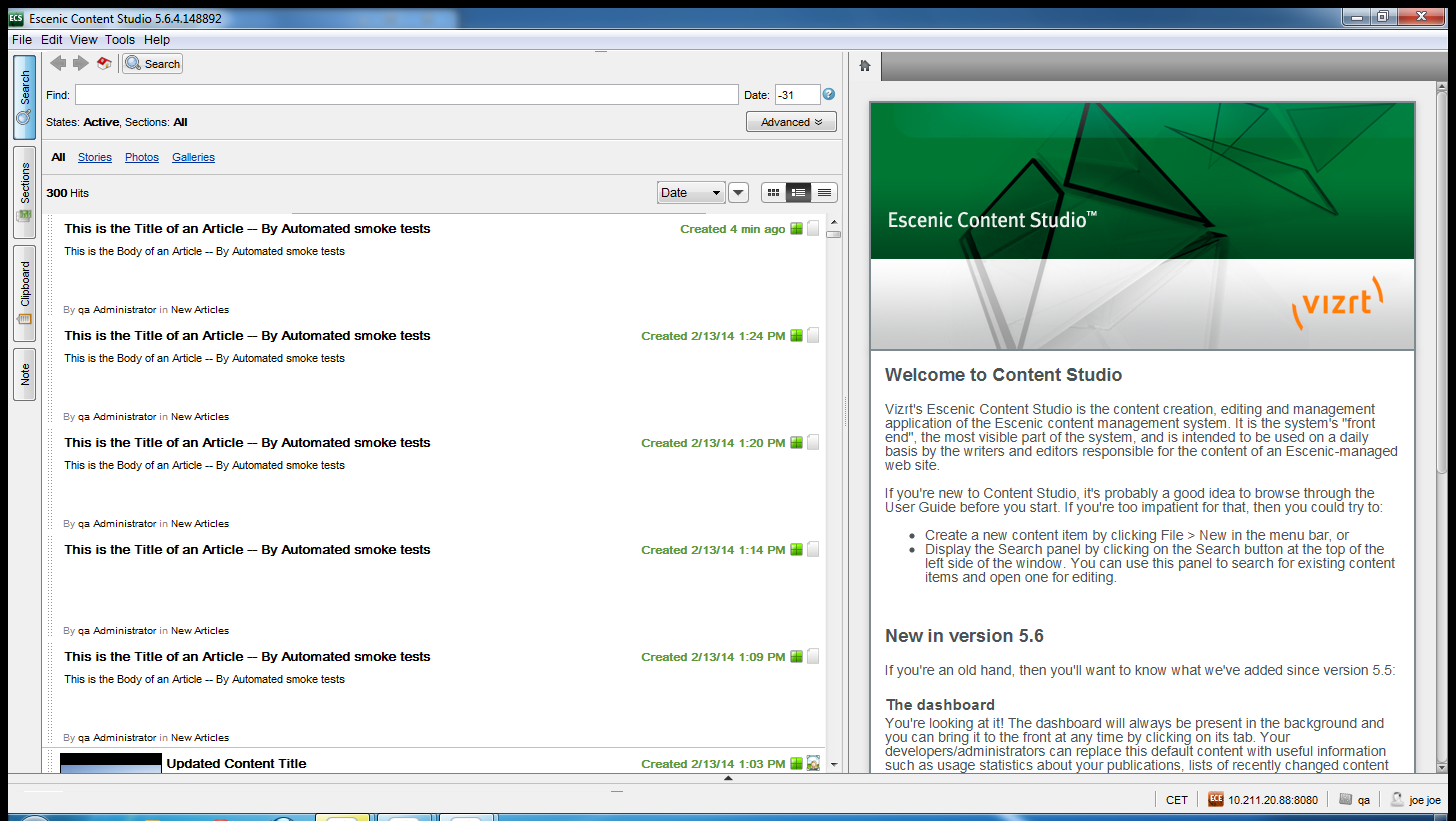 ECS Escenic Content Studio 5.6.4.148892
File Edit View Tools Help
Search
Sections
Clipboard
Note
Search
Find: Date: -31
States: Active, Sections: All
Advanced
All Stories Photos Galleries
300 Hits
Date
This is the Title of an Article -- By Automated smoke tests Created 4 min ago
This is the Body of an Article -- By Automated smoke tests
By qa Administrator in New Articles
This is the Title of an Article -- By Automated smoke tests Created 2/13/14 1:24 PM
This is the Body of an Article -- By Automated smoke tests
By qa Administrator in New Articles
This is the Title of an Article -- By Automated smoke tests Created 2/13/14 1:20 PM
This is the Body of an Article -- By Automated smoke tests
By qa Administrator in New Articles
This is the Title of an Article -- By Automated smoke tests Created 2/13/14 1:14 PM
By qa Administrator in New Articles
This is the Title of an Article -- By Automated smoke tests Created 2/13/14 1:09 PM
This is the Body of an Article -- By Automated smoke tests
By qa Administrator in New Articles
Updated Content Title Created 2/13/14 1:03 PM
Escenic Content Studio™
vizrt
Welcome to Content Studio
Vizrt's Escenic Content Studio is the content creation, editing and management
application of the Escenic content management system. It is the system's "front
end", the most visible part of the system, and is intended to be used on a daily
basis by the writers and editors responsible for the content of an Escenic-managed
web site.
If you're new to Content Studio, it's probably a good idea to browse through the
User Guide before you start. If you're too impatient for that, then you could try to:
• Create a new content item by clicking File > New in the menu bar, or
• Display the Search panel by clicking on the Search button at the top of the
left side of the window. You can use this panel to search for existing content
items and open one for editing.
New in version 5.6
If you're an old hand, then you'll want to know what we've added since version 5.5:
The dashboard
You're looking at it! The dashboard will always be present in the background and
you can bring it to the front at any time by clicking on its tab. Your
developers/administrators can replace this default content with useful information
such as usage statistics about your publications, lists of recently changed content
CET ECE 10.211.20.88:8080 qa joe joe